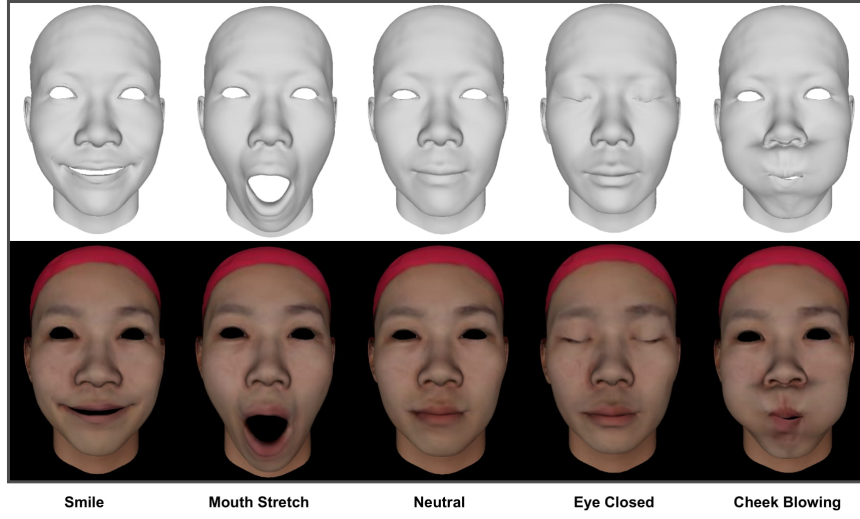 Smile
Mouth Stretch
Neutral
Eye Closed
Cheek Blowing